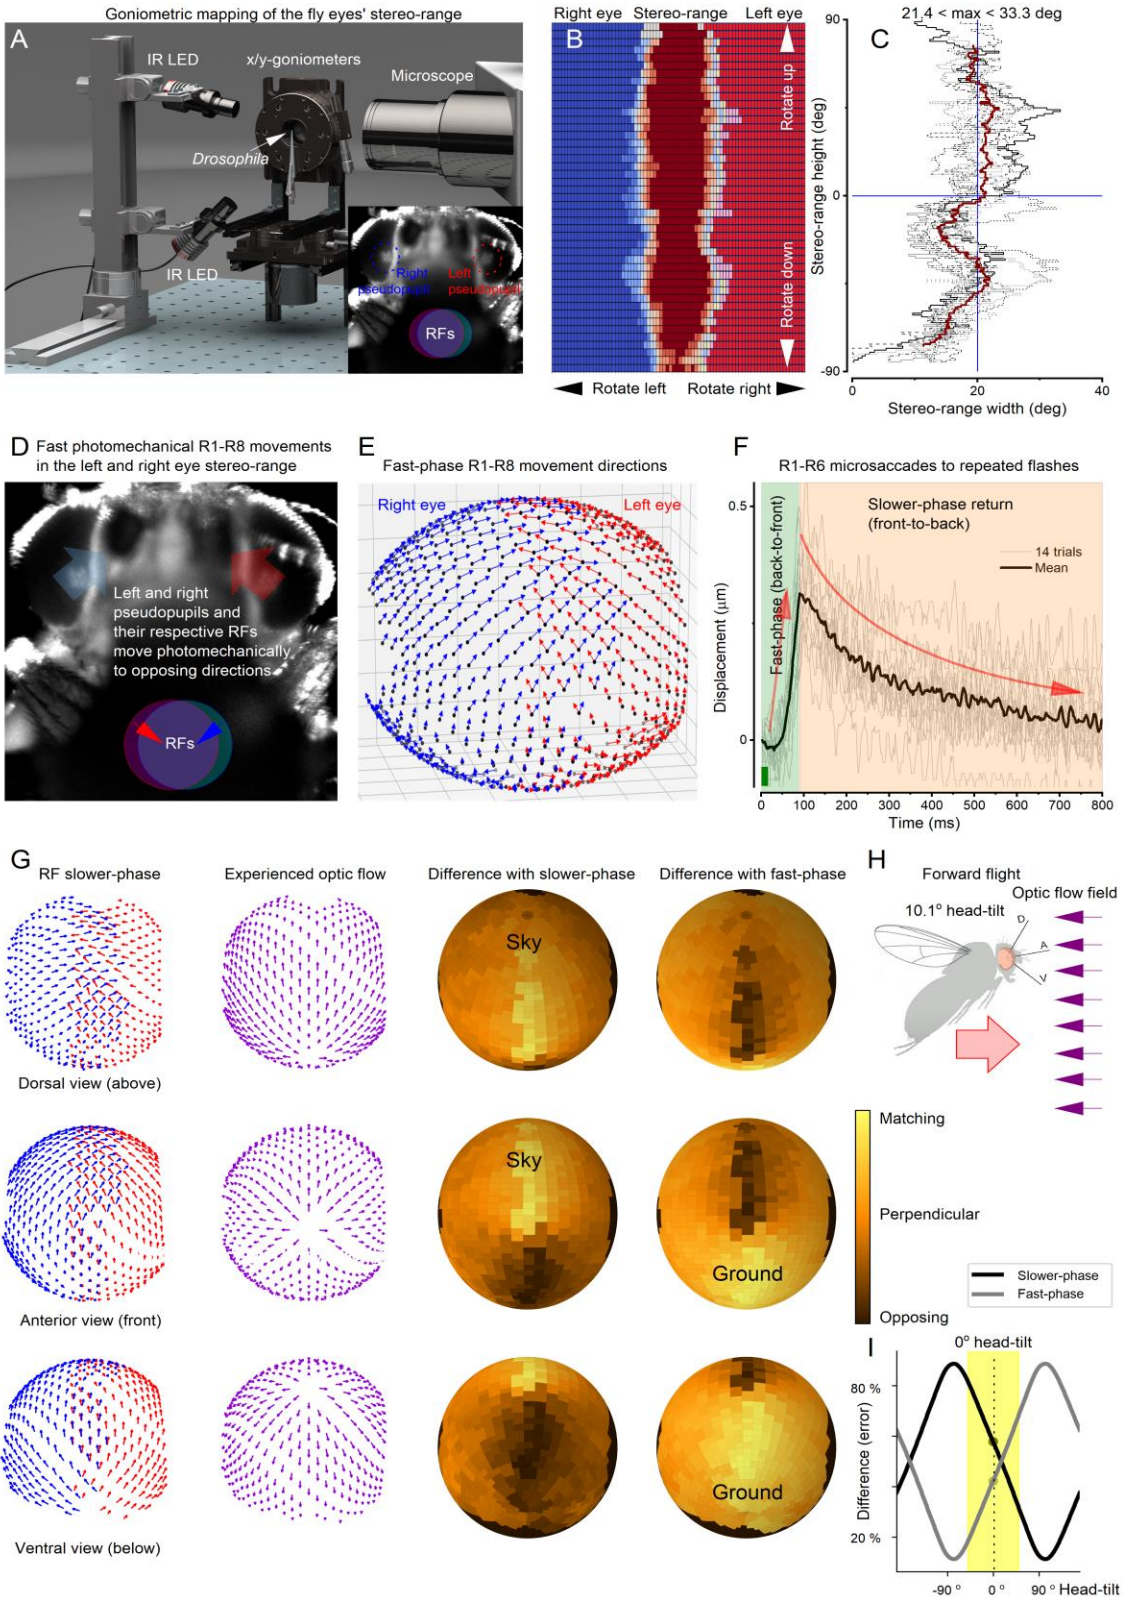 Goniometric mapping of the fly eyes' stereo-range
A
IR LED
x/y-goniometers
Microscope
Drosophila
IR LED
Right pseudopupil
Left pseudopupil
RFs
Right eye Stereo-range Left eye
B
Rotate up
Rotate down
Rotate left Rotate right
21.4 < max < 33.3 deg
C
Stereo-range height (deg)
90
0
-90
0 20 40
Stereo-range width (deg)
D Fast photomechanical R1-R8 movements
in the left and right eye stereo-range
Left and right
pseudopupils and
their respective RFs
move photomechanically
to opposing directions
RFs
E
Fast-phase R1-R8 movement directions
Right eye
Left eye
F
R1-R6 microsaccades to repeated flashes
Fast-phase (back-to-front)
Slower-phase return
(front-to-back)
14 trials
Mean
Displacement (μm)
0.5
0
0 100 200 300 400 500 600 700 800
Time (ms)
G
RF slower-phase
Experienced optic flow
Difference with slower-phase
Difference with fast-phase
Sky
Dorsal view (above)
Sky
Ground
Anterior view (front)
Ground
Ventral view (below)
H
Forward flight
Optic flow field
10.1° head-tilt
D
A
V
Matching
Perpendicular
Opposing
Slower-phase
Fast-phase
I
0° head-tilt
Difference (error)
80 %
20 %
-90 ° 0 ° 90 ° Head-tilt